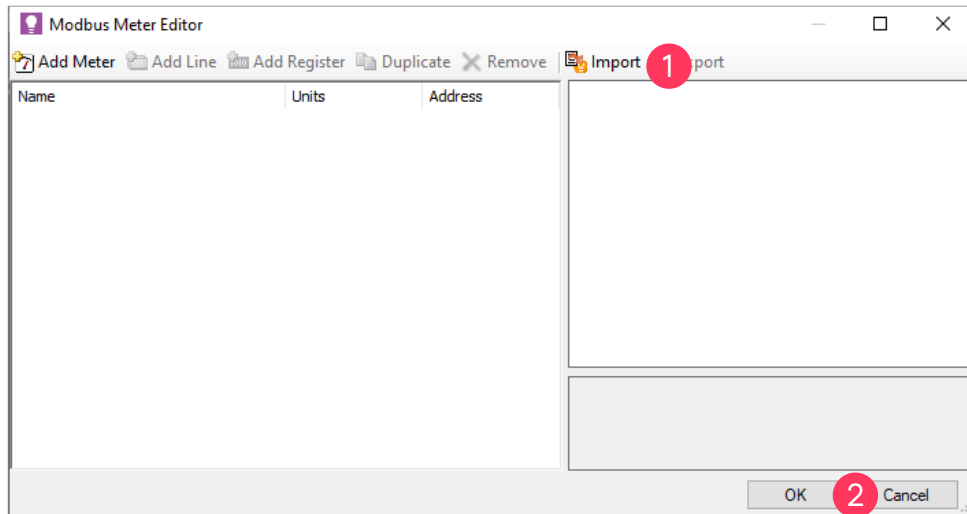 Modbus Meter Editor
Add Meter Add Line Add Register Duplicate Remove Import 1 port
Name Units Address
OK 2 Cancel